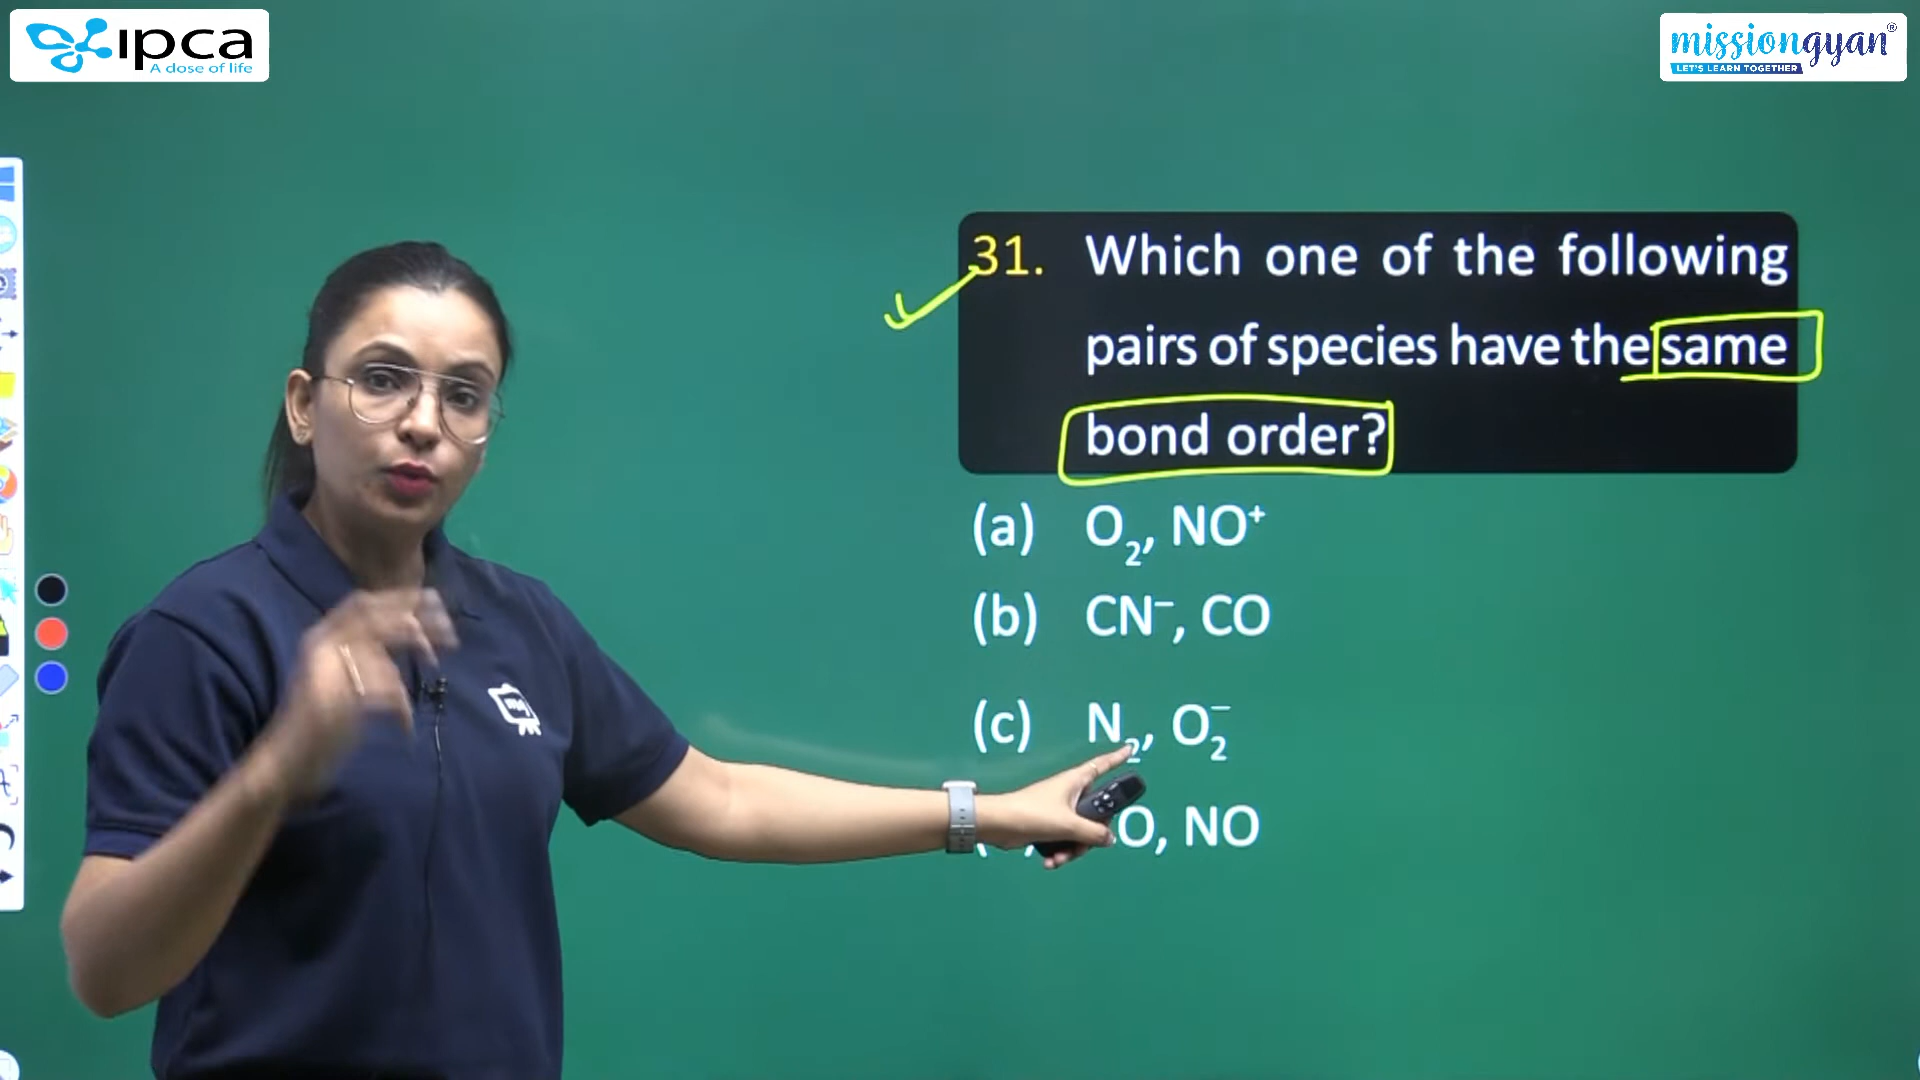 ipca
A dose of life
missiongyan®
LET'S LEARN TOGETHER
31. Which one of the following
pairs of species have the same
bond order?
(a) O₂, NO⁺
(b) CN⁻, CO
(c) N₂, O₂⁻
O, NO